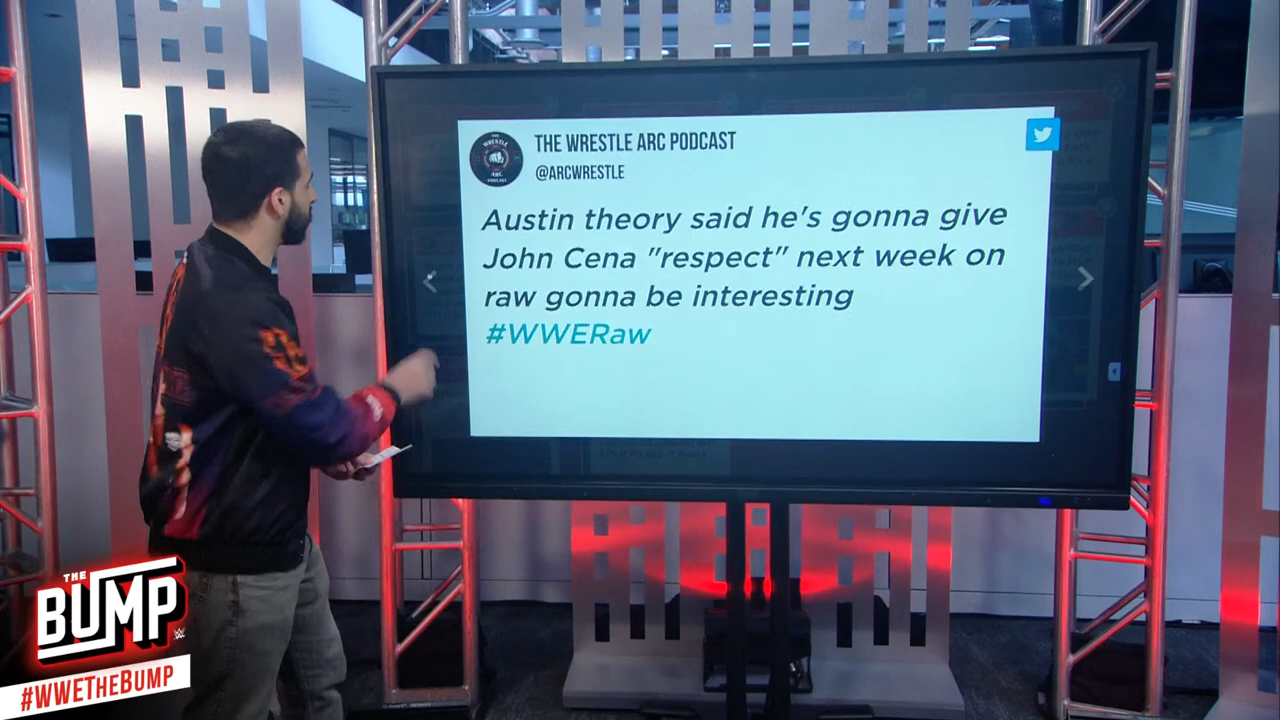 THE WRESTLE ARC PODCAST
@ARCWRESTLE
Austin theory said he's gonna give
John Cena "respect" next week on
raw gonna be interesting
#WWERaw
THE
BUMP
#WWETheBump